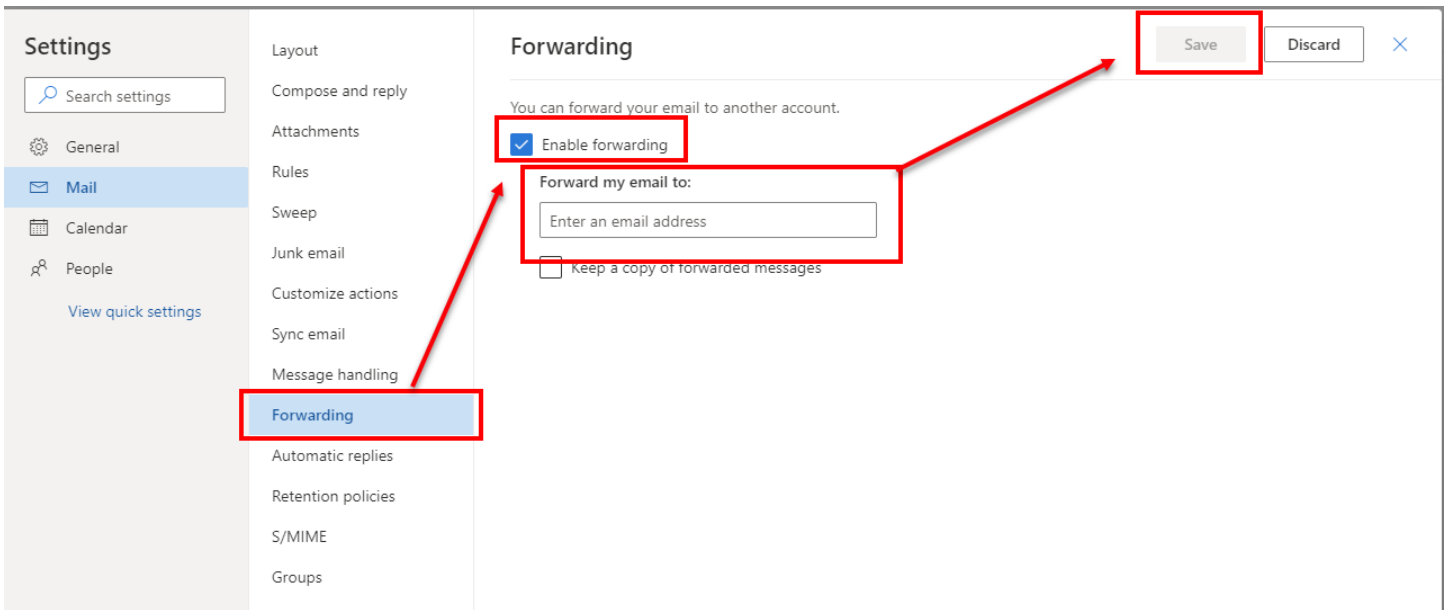 Settings
Search settings
General
Mail
Calendar
People
View quick settings
Layout
Compose and reply
Attachments
Rules
Sweep
Junk email
Customize actions
Sync email
Message handling
Forwarding
Automatic replies
Retention policies
S/MIME
Groups
Forwarding
Save
Discard
You can forward your email to another account.
Enable forwarding
Forward my email to:
Enter an email address
Keep a copy of forwarded messages